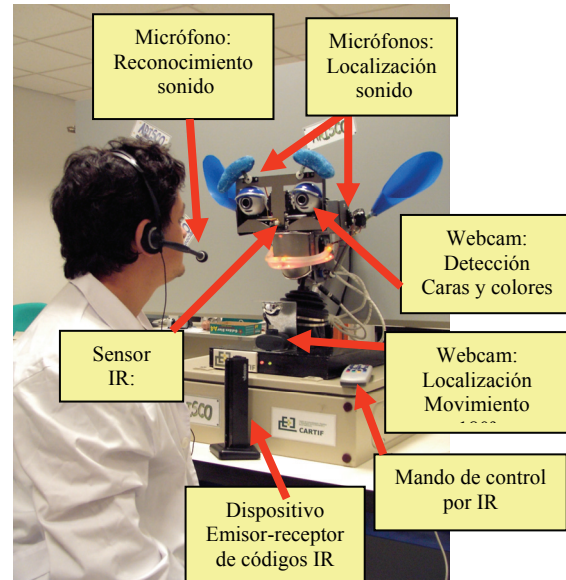 Micrófono:
Reconocimiento
sonido
Micrófonos:
Localización
sonido
Webcam:
Detección
Caras y colores
Sensor
IR:
Webcam:
Localización
Movimiento
CARTIF
Mando de control
por IR
Dispositivo
Emisor-receptor
de códigos IR